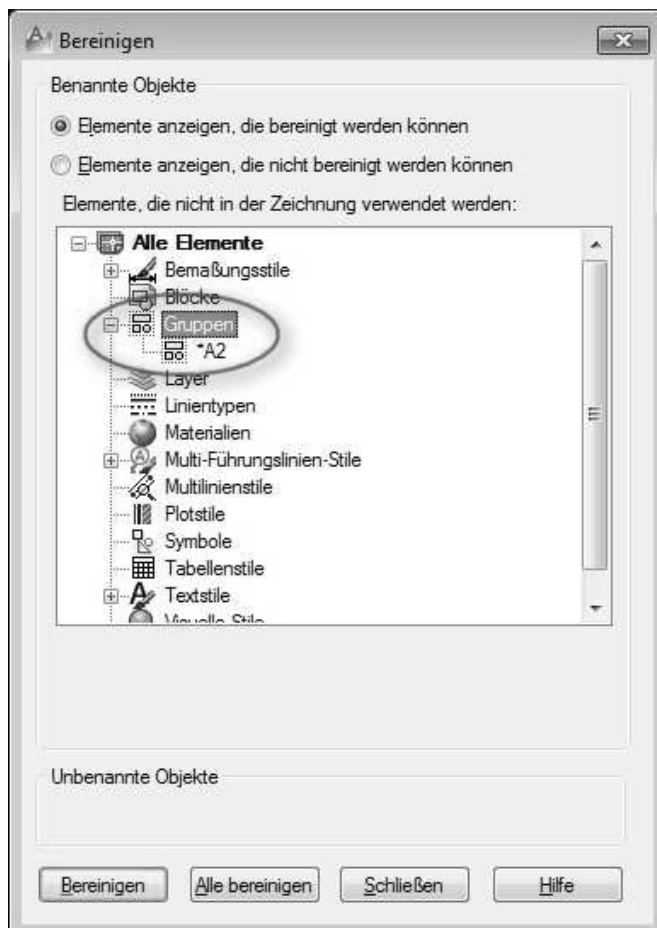 Bereinigen
Benannte Objekte
Elemente anzeigen, die bereinigt werden können
Elemente anzeigen, die nicht bereinigt werden können
Elemente, die nicht in der Zeichnung verwendet werden:
Alle Elemente
Bemaßungsstile
Blöcke
Gruppen
*A2
Layer
Linientypen
Materialien
Multi-Führungslinien-Stile
Multilinienstile
Plotstile
Symbole
Tabellenstile
Textstile
Visuelle Stile
Unbenannte Objekte
Bereinigen Alle bereinigen Schließen Hilfe